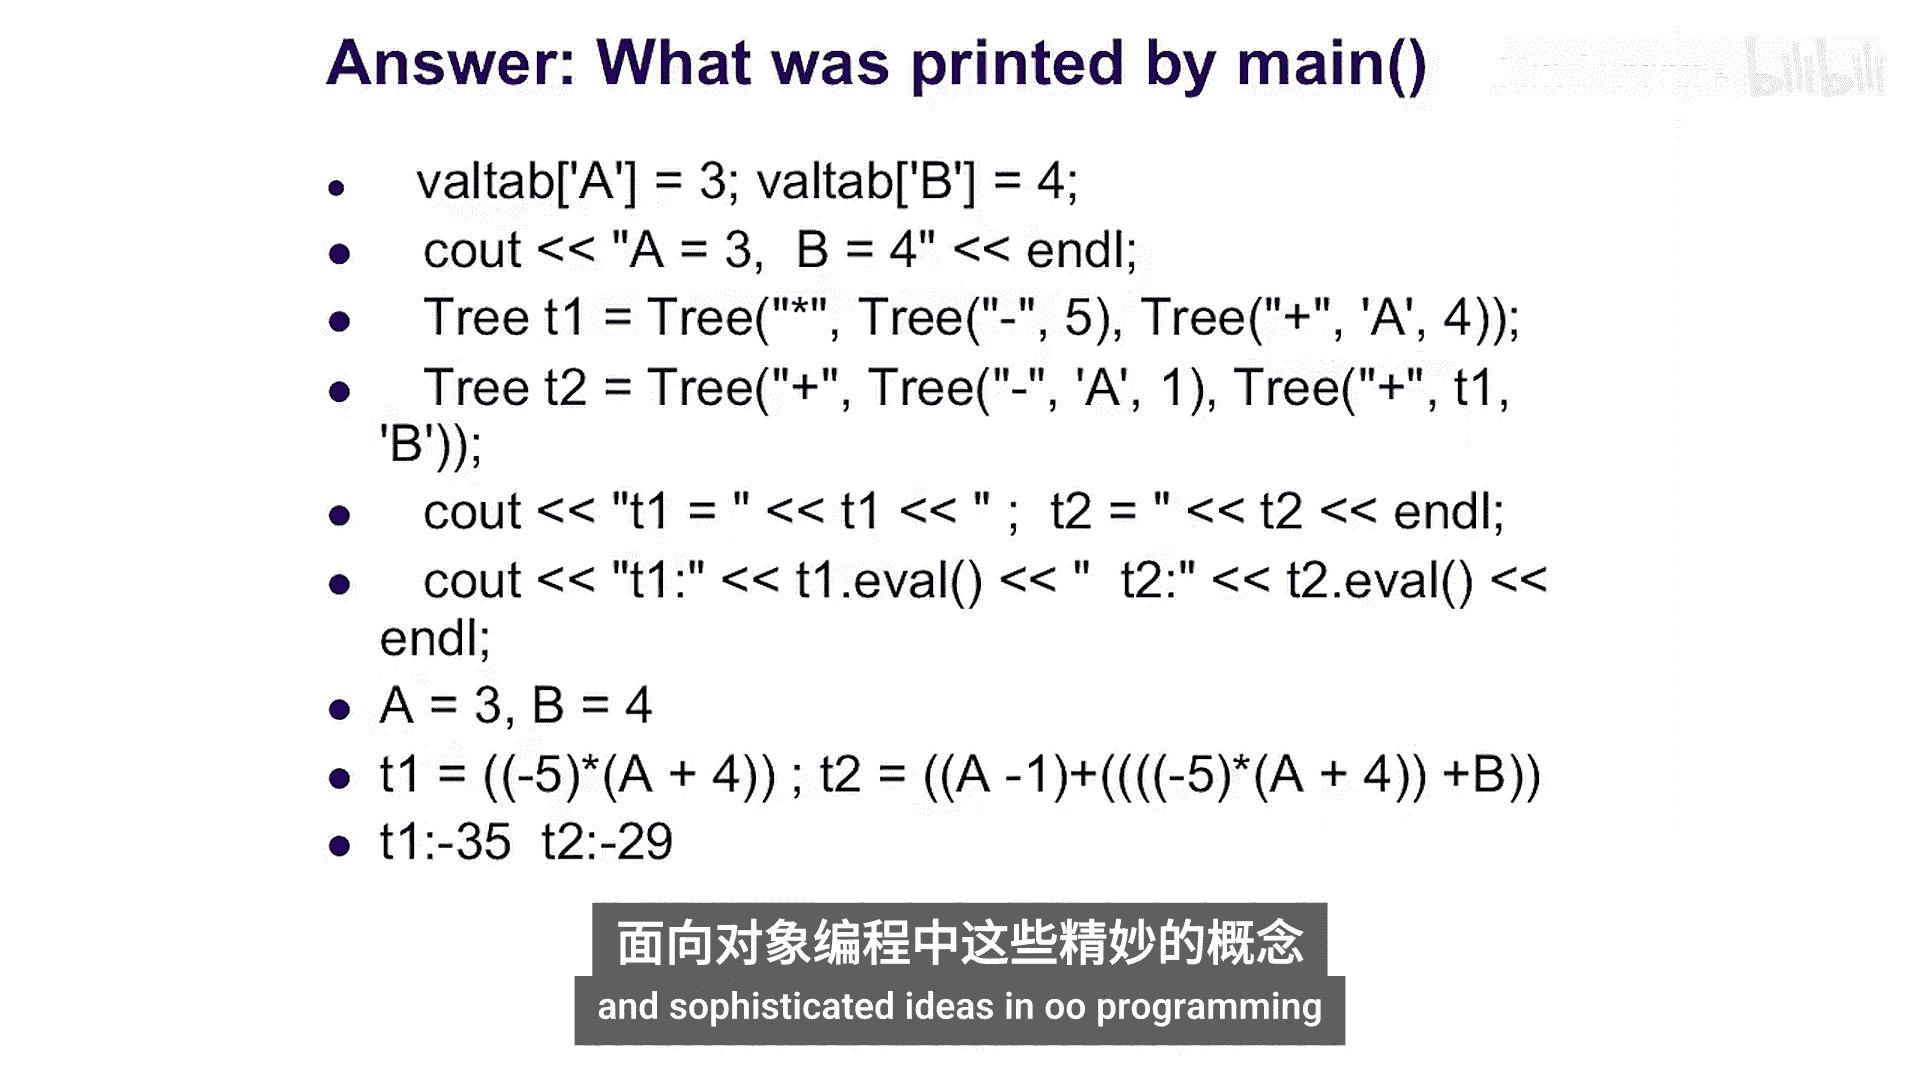 Answer: What was printed by main()
bilibili
• valtab['A'] = 3; valtab['B'] = 4;
• cout << "A = 3,  B = 4" << endl;
• Tree t1 = Tree("*", Tree("-", 5), Tree("+", 'A', 4));
• Tree t2 = Tree("+", Tree("-", 'A', 1), Tree("+", t1,
'B'));
• cout << "t1 = " << t1 << " ;  t2 = " << t2 << endl;
• cout << "t1:" << t1.eval() << "  t2:" << t2.eval() <<
endl;
• A = 3, B = 4
• t1 = ((-5)*(A + 4)) ; t2 = ((A -1)+((((-5)*(A + 4)) +B))
• t1:-35  t2:-29
面向对象编程中这些精妙的概念
and sophisticated ideas in oo programming